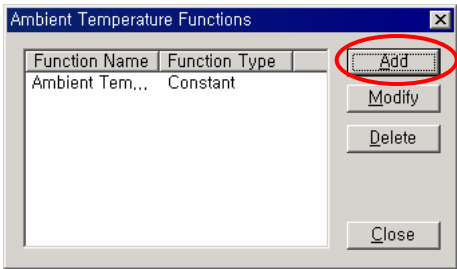 Ambient Temperature Functions
Function Name Function Type
Ambient Tem... Constant
Add
Modify
Delete
Close